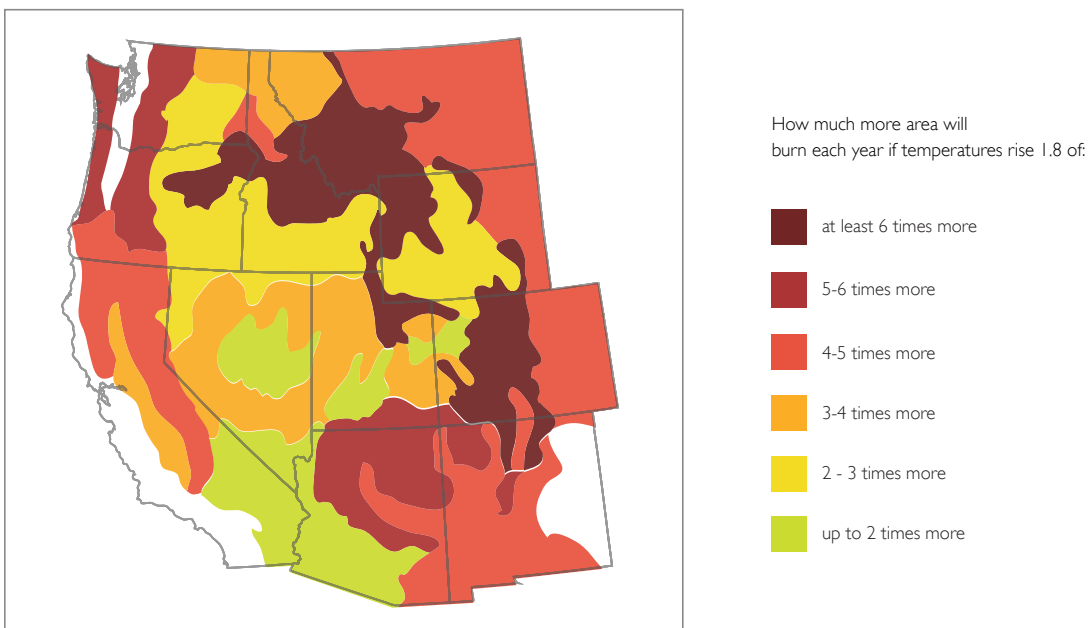 How much more area will
burn each year if temperatures rise 1.8 of:
at least 6 times more
5-6 times more
4-5 times more
3-4 times more
2 - 3 times more
up to 2 times more